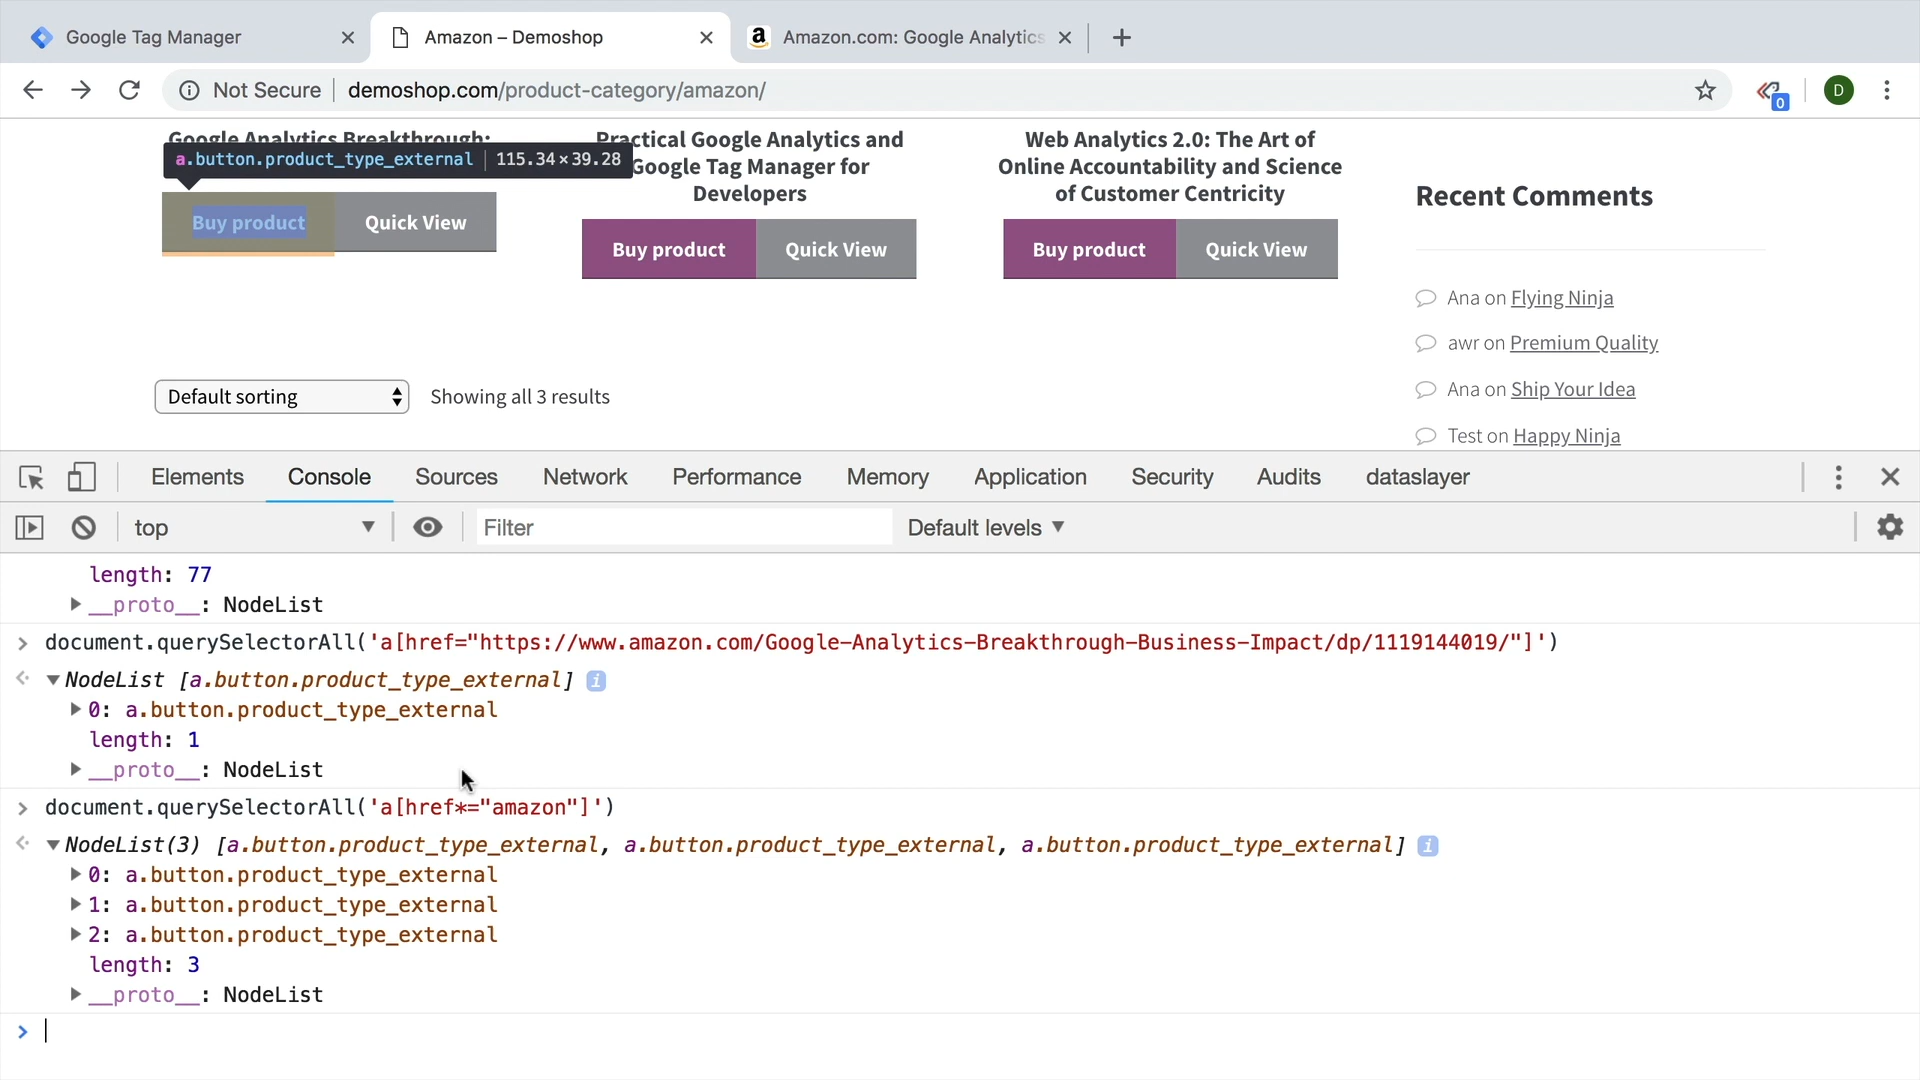 Google Tag Manager
Amazon – Demoshop
Amazon.com: Google Analytics
Not Secure
demoshop.com/product-category/amazon/
0
D
Google Analytics Breakthrough:
a.button.product_type_external 115.34×39.28
Buy product
Quick View
Practical Google Analytics and
Google Tag Manager for
Developers
Buy product
Quick View
Web Analytics 2.0: The Art of
Online Accountability and Science
of Customer Centricity
Buy product
Quick View
Default sorting
Showing all 3 results
Recent Comments
Ana on Flying Ninja
awr on Premium Quality
Ana on Ship Your Idea
Test on Happy Ninja
Elements Console Sources Network Performance Memory Application Security Audits dataslayer
top
Filter
Default levels
length: 77
__proto__: NodeList
document.querySelectorAll('a[href="https://www.amazon.com/Google-Analytics-Breakthrough-Business-Impact/dp/1119144019/"]')
NodeList [a.button.product_type_external]
0: a.button.product_type_external
length: 1
__proto__: NodeList
document.querySelectorAll('a[href*="amazon"]')
NodeList(3) [a.button.product_type_external, a.button.product_type_external, a.button.product_type_external]
0: a.button.product_type_external
1: a.button.product_type_external
2: a.button.product_type_external
length: 3
__proto__: NodeList